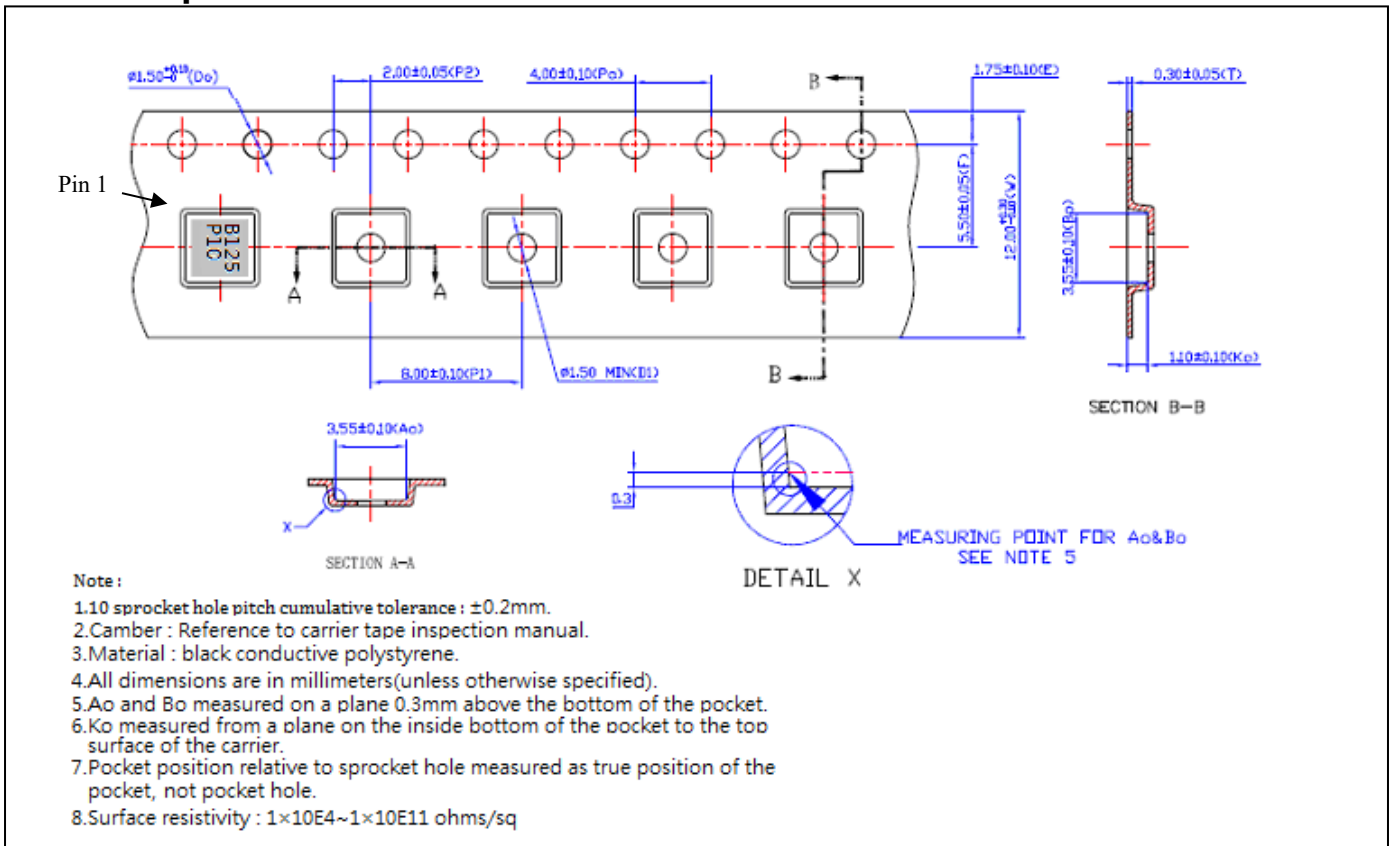 ø1.50+0.10-0(Do)
2.00±0.05(P2)
4.00±0.10(Po)
B
1.75±0.10(E)
0.30±0.05(T)
Pin 1
B125
PIC
A
A
5.50±0.05(F)
12.00(W)
3.55±0.10(Bo)
8.00±0.10(P1)
ø1.50 MIN(D1)
B
1.10±0.10(Ko)
SECTION B-B
3.55±0.10(Ao)
X
SECTION A-A
0.3
MEASURING POINT FOR Ao&Bo
SEE NOTE 5
DETAIL X
Note :
1.10 sprocket hole pitch cumulative tolerance : ±0.2mm.
2.Camber : Reference to carrier tape inspection manual.
3.Material : black conductive polystyrene.
4.All dimensions are in millimeters(unless otherwise specified).
5.Ao and Bo measured on a plane 0.3mm above the bottom of the pocket.
6.Ko measured from a plane on the inside bottom of the pocket to the top
surface of the carrier.
7.Pocket position relative to sprocket hole measured as true position of the
pocket, not pocket hole.
8.Surface resistivity : 1×10E4~1×10E11 ohms/sq